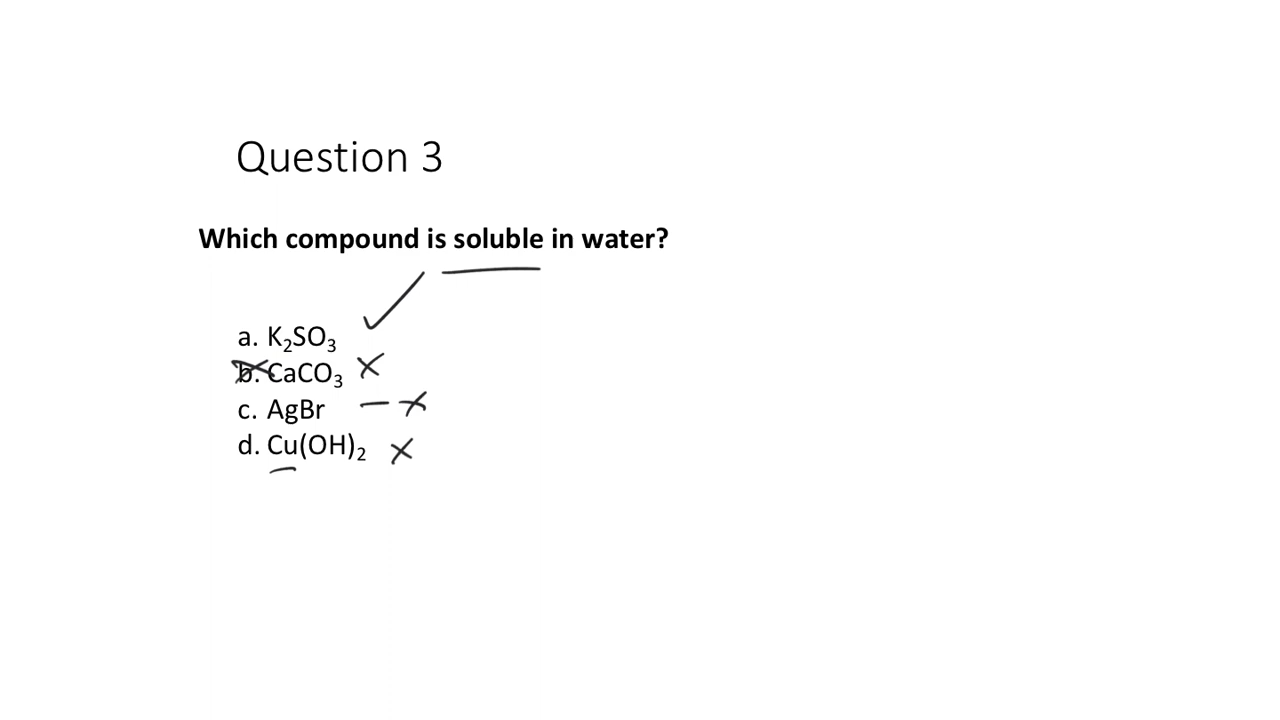 Question 3
Which compound is soluble in water?
a. K₂SO₃
b. CaCO₃
c. AgBr
d. Cu(OH)₂